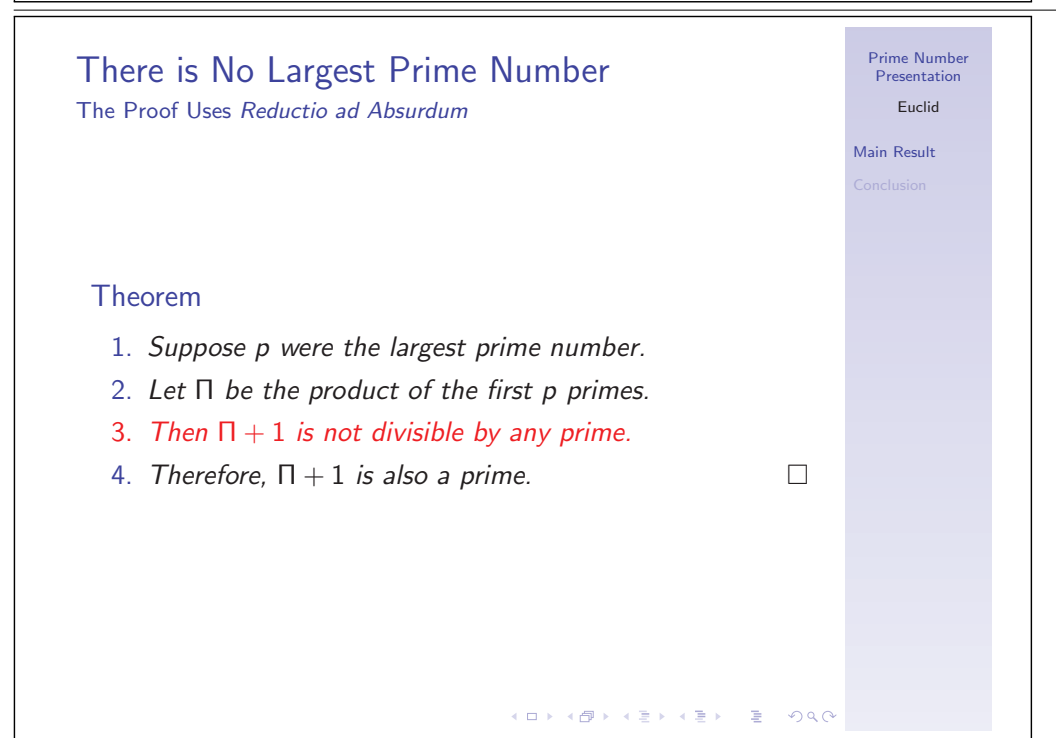 There is No Largest Prime Number
The Proof Uses Reductio ad Absurdum
Theorem
1. Suppose p were the largest prime number.
2. Let Π be the product of the first p primes.
3. Then Π + 1 is not divisible by any prime.
4. Therefore, Π + 1 is also a prime. □
Prime Number
Presentation
Euclid
Main Result
Conclusion